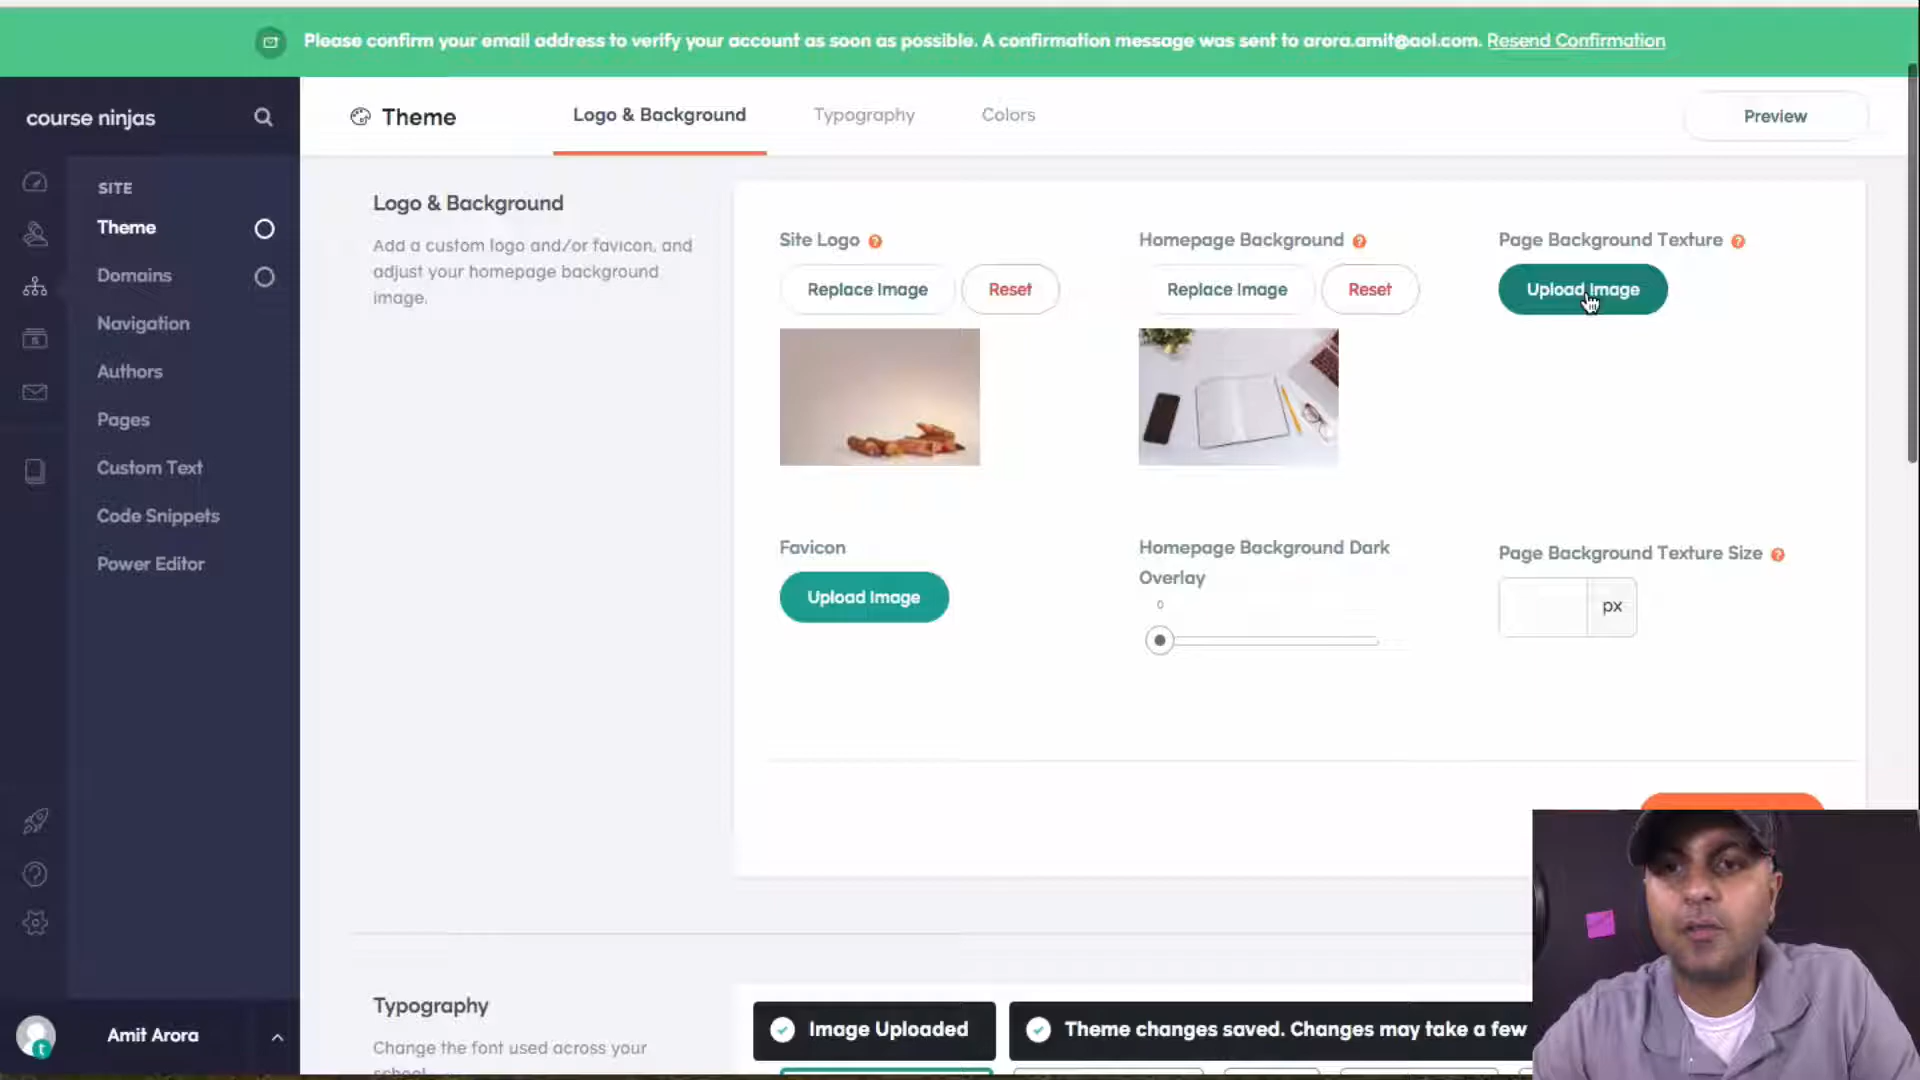 Please confirm your email address to verify your account as soon as possible. A confirmation message was sent to arora.amit@aol.com. Resend Confirmation
course ninjas
Theme
Logo & Background
Typography
Colors
Preview
SITE
Theme
Domains
Navigation
Authors
Pages
Custom Text
Code Snippets
Power Editor
Amit Arora
Logo & Background
Add a custom logo and/or favicon, and
adjust your homepage background
image.
Site Logo ?
Replace Image
Reset
Homepage Background ?
Replace Image
Reset
Page Background Texture ?
Upload Image
Favicon
Upload Image
Homepage Background Dark
Overlay
0
Page Background Texture Size ?
px
Typography
Change the font used across your
school.
Image Uploaded
Theme changes saved. Changes may take a few